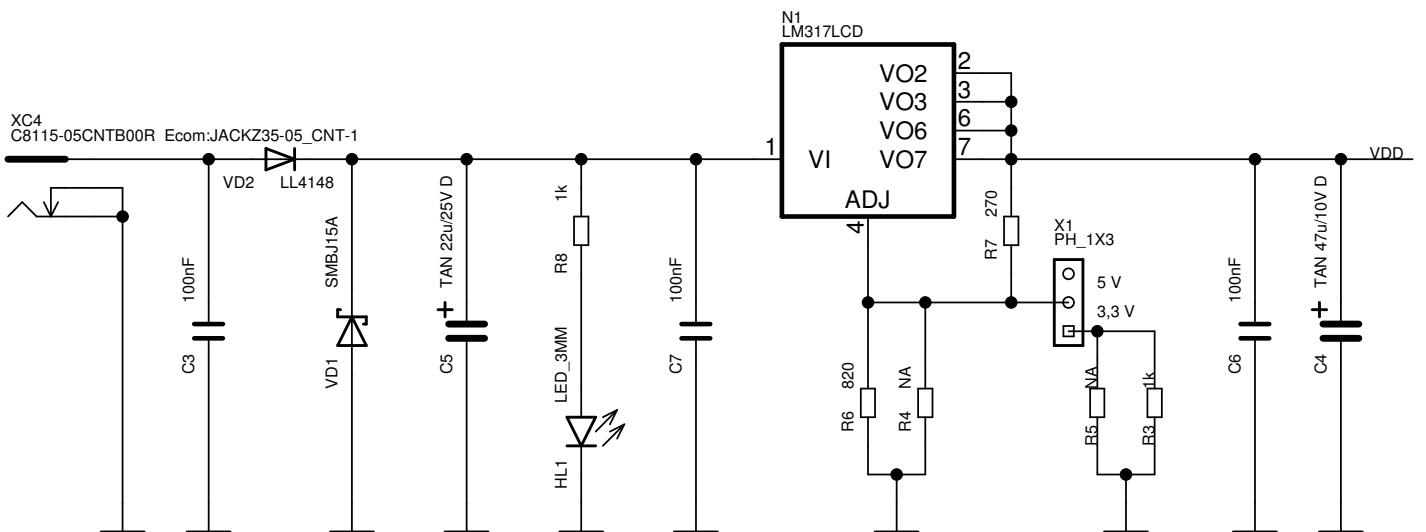 N1
LM317LCD
XC4
C8115-05CNTB00R Ecom:JACKZ35-05_CNT-1
VO2
2
VO3
3
VO6
6
VO7
7
1
VI
ADJ
4
VDD
VD2
LL4148
100nF
C3
SMBJ15A
VD1
TAN 22u/25V D
+
C5
1k
R8
LED_3MM
HL1
100nF
C7
270
R7
X1
PH_1X3
5 V
3,3 V
820
R6
NA
R4
NA
R5
1k
R3
100nF
C6
TAN 47u/10V D
+
C4